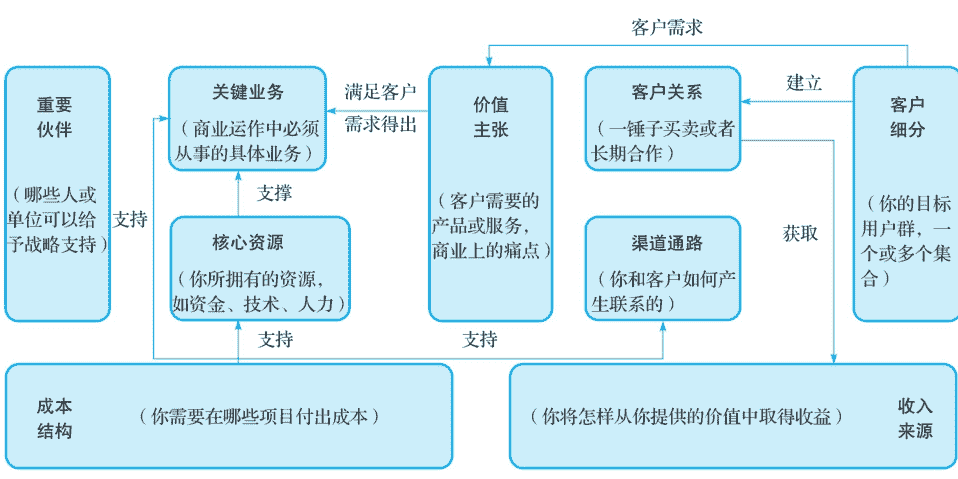 客户需求
重要
伙伴
（哪些人或
单位可以给
予战略支持）
支持
关键业务
（商业运作中必须
从事的具体业务）
支撑
核心资源
（你所拥有的资源，
如资金、技术、人力）
支持
满足客户
需求得出
价值
主张
（客户需要的
产品或服务，
商业上的痛点）
支持
客户关系
（一锤子买卖或者
长期合作）
渠道通路
（你和客户如何产
生联系的）
建立
获取
客户
细分
（你的目标
用户群，一
个或多个集
合）
成本
结构
（你需要在哪些项目付出成本）
（你将怎样从你提供的价值中取得收益）
收入
来源